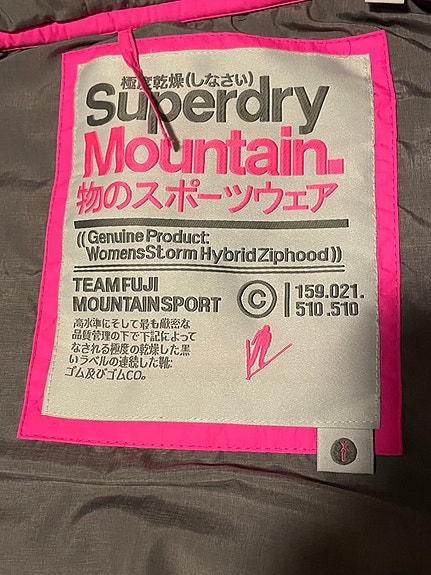 極度乾燥(しなさい)
Superdry
Mountain.
物のスポーツウェア
(( Genuine Product:
WomensStorm HybridZiphood ))
TEAMFUJI
MOUNTAINSPORT
© 159.021.
510.510
高水準にそして最も厳密な
品質管理の下で下記によって
なされる極度の乾燥した黒
いラベルの連続した靴:
ゴム及びゴムCO。
XL